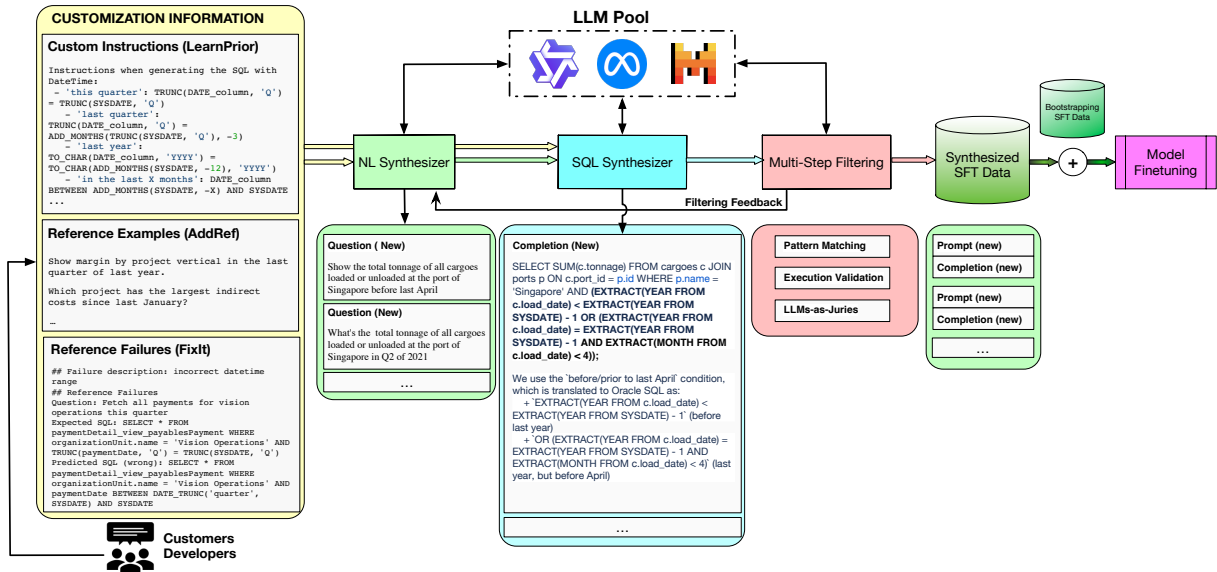 CUSTOMIZATION INFORMATION
Custom Instructions (LearnPrior)
Instructions when generating the SQL with
DateTime:
- 'this quarter': TRUNC(DATE_column, 'Q')
= TRUNC(SYSDATE, 'Q')
- 'last quarter':
TRUNC(DATE_column, 'Q') =
ADD_MONTHS(TRUNC(SYSDATE, 'Q'), -3)
- 'last year':
TO_CHAR(DATE_column, 'YYYY') =
TO_CHAR(ADD_MONTHS(SYSDATE, -12), 'YYYY')
- 'in the last X months': DATE_column
BETWEEN ADD_MONTHS(SYSDATE, -X) AND SYSDATE
...
Reference Examples (AddRef)
Show margin by project vertical in the last
quarter of last year.
Which project has the largest indirect
costs since last January?
…
Reference Failures (FixIt)
## Failure description: incorrect datetime
range
## Reference Failures
Question: Fetch all payments for vision
operations this quarter
Expected SQL: SELECT * FROM
paymentDetail_view_payablesPayment WHERE
organizationUnit.name = 'Vision Operations' AND
TRUNC(paymentDate, 'Q') = TRUNC(SYSDATE, 'Q')
Predicted SQL (wrong): SELECT * FROM
paymentDetail_view_payablesPayment WHERE
organizationUnit.name = 'Vision Operations' AND
paymentDate BETWEEN DATE_TRUNC('quarter',
SYSDATE) AND SYSDATE
Customers
Developers
LLM Pool
NL Synthesizer
SQL Synthesizer
Multi-Step Filtering
Filtering Feedback
Synthesized
SFT Data
Bootstrapping
SFT Data
+
Model
Finetuning
Question ( New)
Show the total tonnage of all cargoes
loaded or unloaded at the port of
Singapore before last April
Question (New)
What's the total tonnage of all cargoes
loaded or unloaded at the port of
Singapore in Q2 of 2021
...
Completion (New)
SELECT SUM(c.tonnage) FROM cargoes c JOIN
ports p ON c.port_id = p.id WHERE p.name =
'Singapore' AND (EXTRACT(YEAR FROM
c.load_date) < EXTRACT(YEAR FROM
SYSDATE) - 1 OR (EXTRACT(YEAR FROM
c.load_date) = EXTRACT(YEAR FROM
SYSDATE) - 1 AND EXTRACT(MONTH FROM
c.load_date) < 4));
We use the `before/prior to last April` condition,
which is translated to Oracle SQL as:
+ `EXTRACT(YEAR FROM c.load_date) <
EXTRACT(YEAR FROM SYSDATE) - 1` (before
last year)
+`OR (EXTRACT(YEAR FROM c.load_date) =
EXTRACT(YEAR FROM SYSDATE) - 1 AND
EXTRACT(MONTH FROM c.load_date) < 4)` (last
year, but before April)
...
Pattern Matching
Execution Validation
LLMs-as-Juries
Prompt (new)
Completion (new)
Prompt (new)
Completion (new)
...